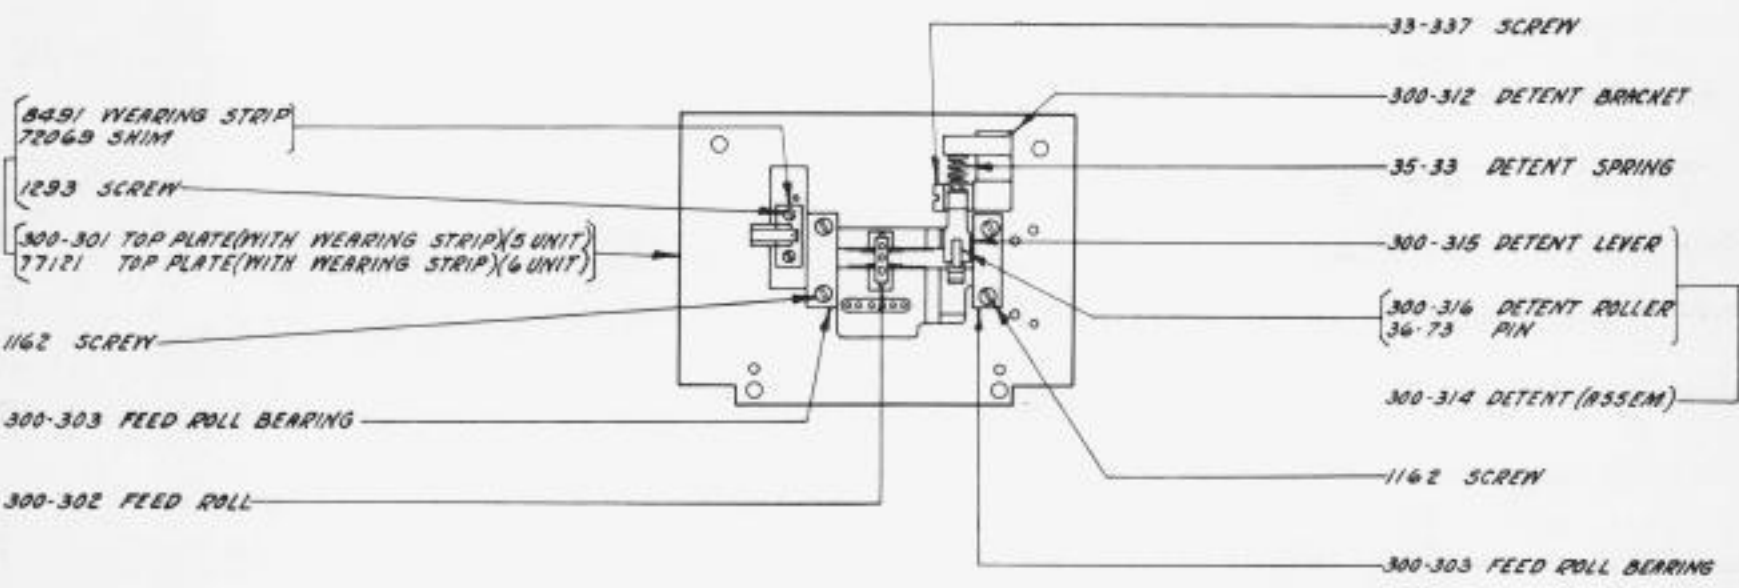 8491 WEARING STRIP
72069 SHIM
1293 SCREW
300-301 TOP PLATE(WITH WEARING STRIP)(5 UNIT)
77121 TOP PLATE(WITH WEARING STRIP)(6 UNIT)
1162 SCREW
300-303 FEED ROLL BEARING
300-302 FEED ROLL
33-337 SCREW
300-312 DETENT BRACKET
35-33 DETENT SPRING
300-315 DETENT LEVER
300-316 DETENT ROLLER
36-73 PIN
300-314 DETENT (ASSEM)
1162 SCREW
300-303 FEED ROLL BEARING